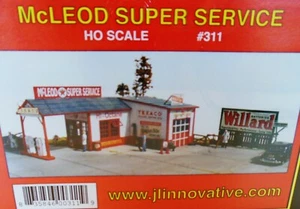 McLEOD SUPER SERVICE
HO SCALE #311
McLEOD SUPER SERVICE
TEXACO
Willard
www.jlinnovative.com